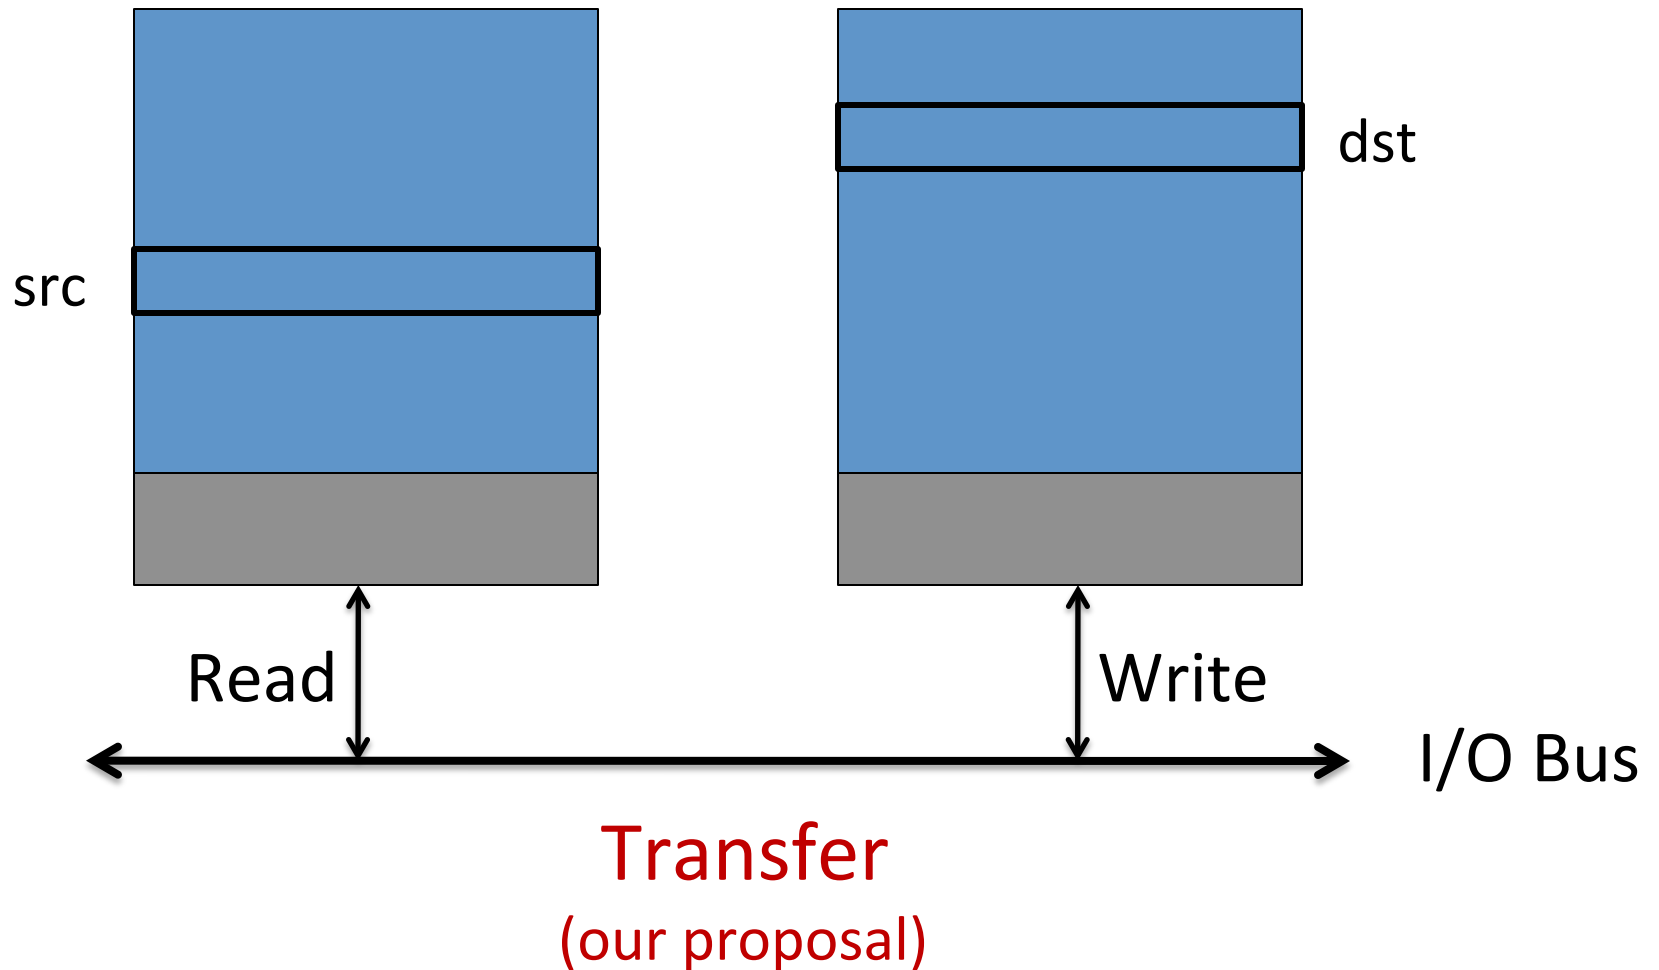 dst
src
Read
Write
I/O Bus
Transfer
(our proposal)